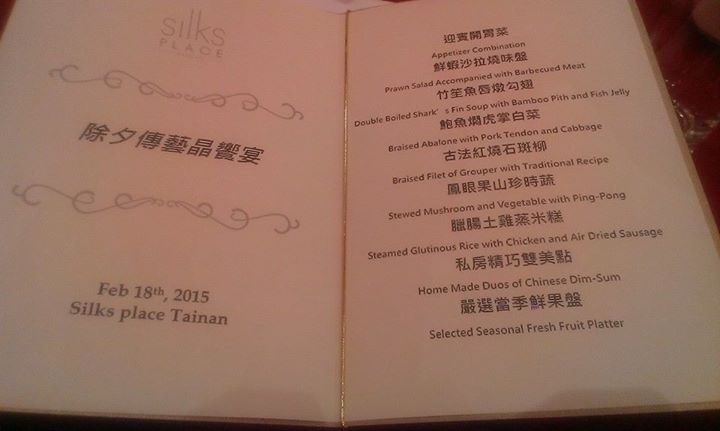 silks
PLACE
除夕傳藝晶饗宴
Feb 18th, 2015
Silks place Tainan
迎賓開胃菜
Appetizer Combination
鮮蝦沙拉燒味盤
Prawn Salad Accompanied with Barbecued Meat
竹笙魚唇燉勾翅
Double Boiled Shark's Fin Soup with Bamboo Pith and Fish Jelly
鮑魚燜虎掌白菜
Braised Abalone with Pork Tendon and Cabbage
古法紅燒石斑柳
Braised Filet of Grouper with Traditional Recipe
鳳眼果山珍時蔬
Stewed Mushroom and Vegetable with Ping-Pong
臘腸土雞蒸米糕
Steamed Glutinous Rice with Chicken and Air Dried Sausage
私房精巧雙美點
Home Made Duos of Chinese Dim-Sum
嚴選當季鮮果盤
Selected Seasonal Fresh Fruit Platter